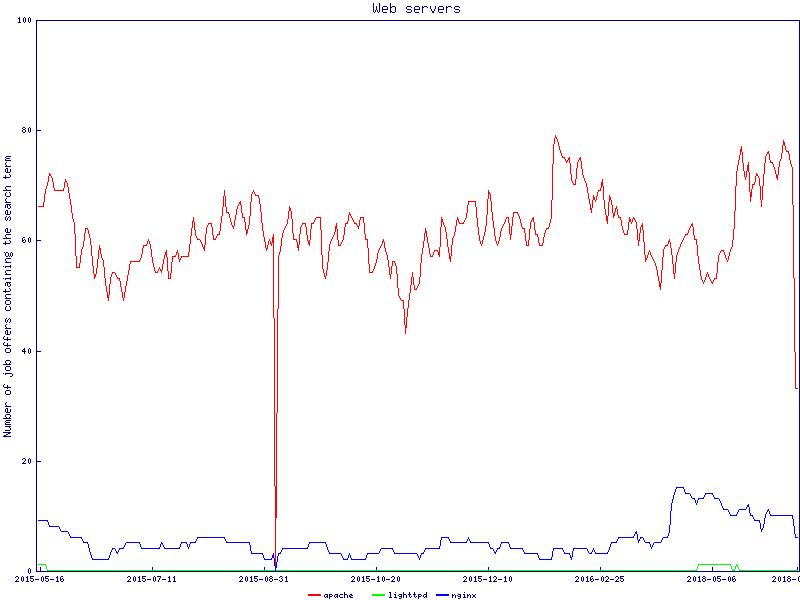 Web servers
100
80
60
40
20
0
Number of job offers containing the search term
2015-05-16 2015-07-11 2015-08-31 2015-10-20 2015-12-10 2016-02-25 2018-05-06 2018-0
apache lighttpd nginx